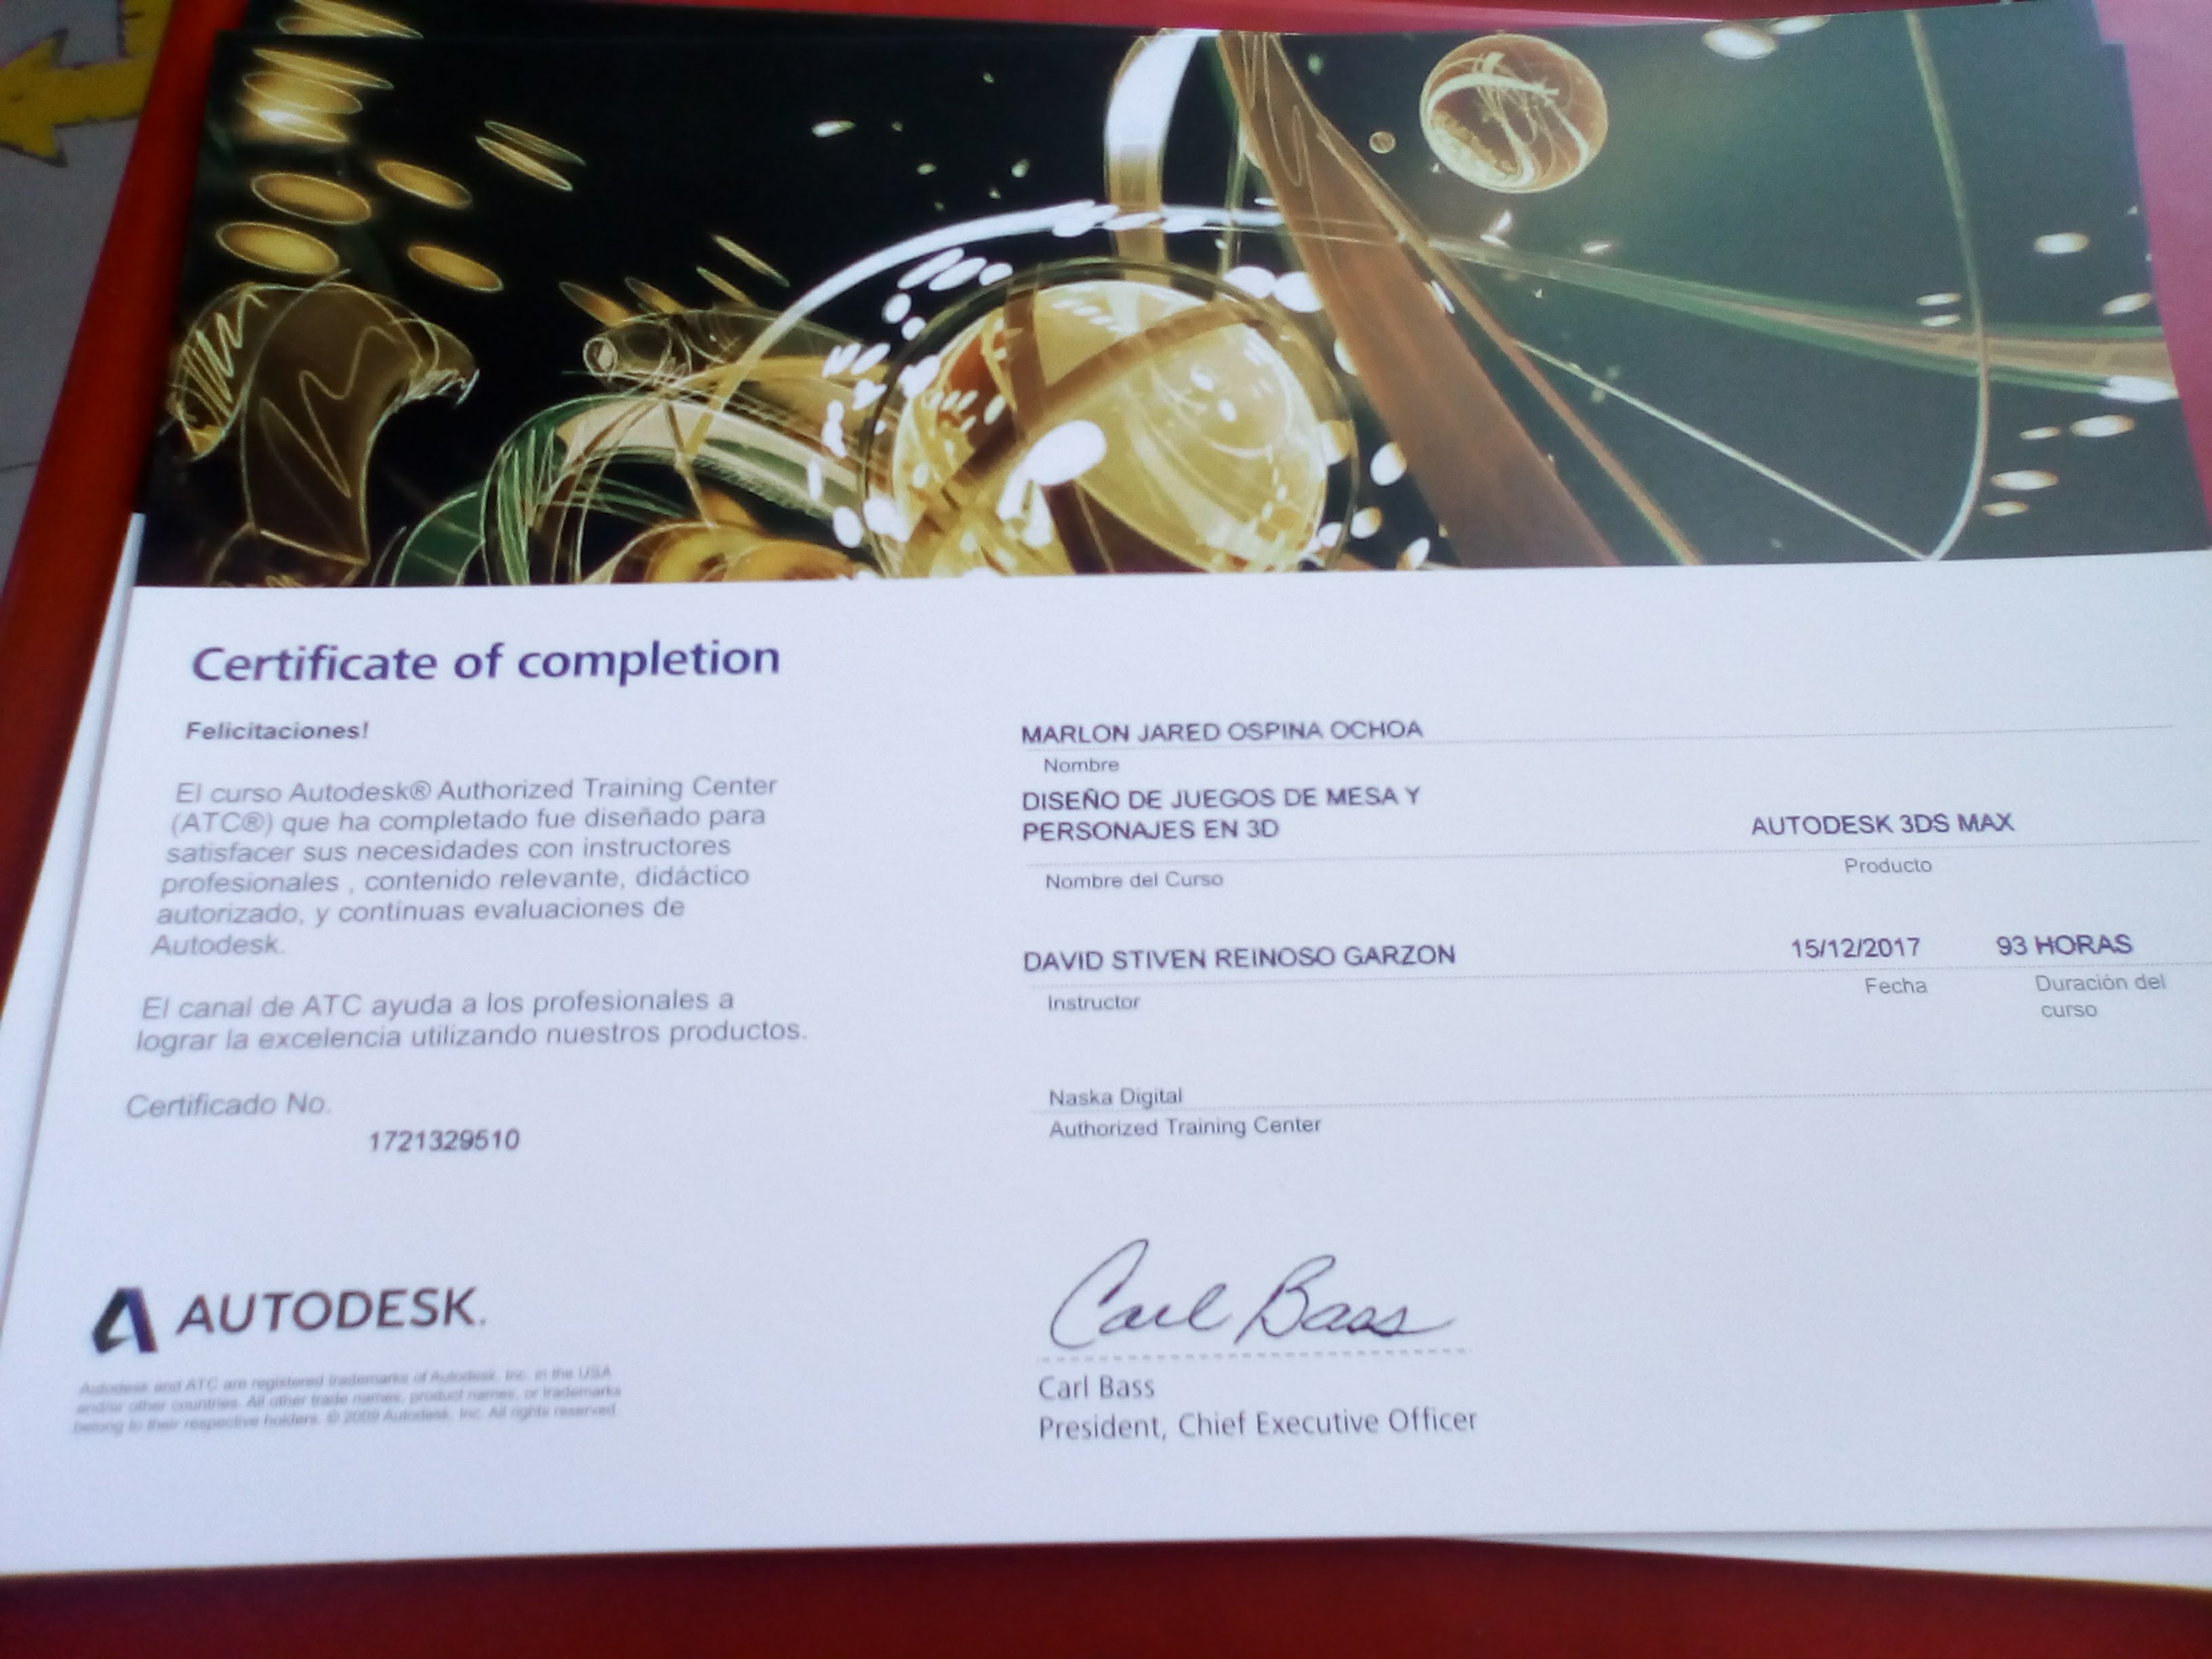 Certificate of completion
Felicitaciones!
El curso Autodesk® Authorized Training Center
(ATC®) que ha completado fue diseñado para
satisfacer sus necesidades con instructores
profesionales , contenido relevante, didáctico
autorizado, y continuas evaluaciones de
Autodesk.
El canal de ATC ayuda a los profesionales a
lograr la excelencia utilizando nuestros productos.
Certificado No.
1721329510
AUTODESK.
Autodesk and ATC are registered trademarks of Autodesk, Inc. in the USA
and/or other countries. All other trade names, product names, or trademarks
belong to their respective holders. © 2009 Autodesk, Inc. All rights reserved.
MARLON JARED OSPINA OCHOA
Nombre
DISEÑO DE JUEGOS DE MESA Y
PERSONAJES EN 3D
Nombre del Curso
AUTODESK 3DS MAX
Producto
DAVID STIVEN REINOSO GARZON
Instructor
15/12/2017
Fecha
93 HORAS
Duración del
curso
Naska Digital
Authorized Training Center
Carl Bass
Carl Bass
President, Chief Executive Officer